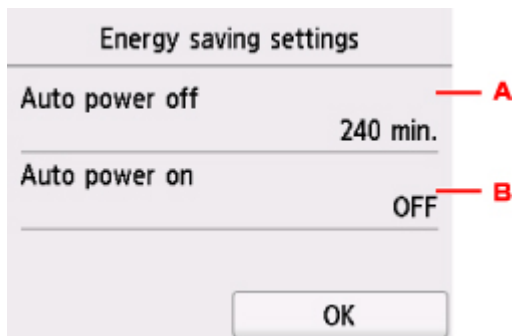 Energy saving settings
Auto power off
A
240 min.
Auto power on
B
OFF
OK